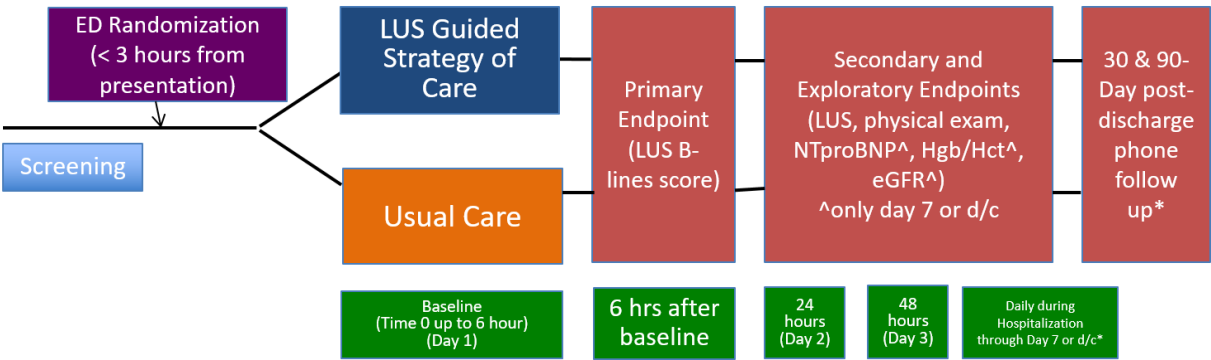 ED Randomization
(< 3 hours from
presentation)
Screening
LUS Guided
Strategy of
Care
Usual Care
Primary
Endpoint
(LUS B-
lines score)
Secondary and
Exploratory Endpoints
(LUS, physical exam,
NTproBNP^, Hgb/Hct^,
eGFR^)
^only day 7 or d/c
30 & 90-
Day post-
discharge
phone
follow
up*
Baseline
(Time 0 up to 6 hour)
(Day 1)
6 hrs after
baseline
24
hours
(Day 2)
48
hours
(Day 3)
Daily during
Hospitalization
through Day 7 or d/c*